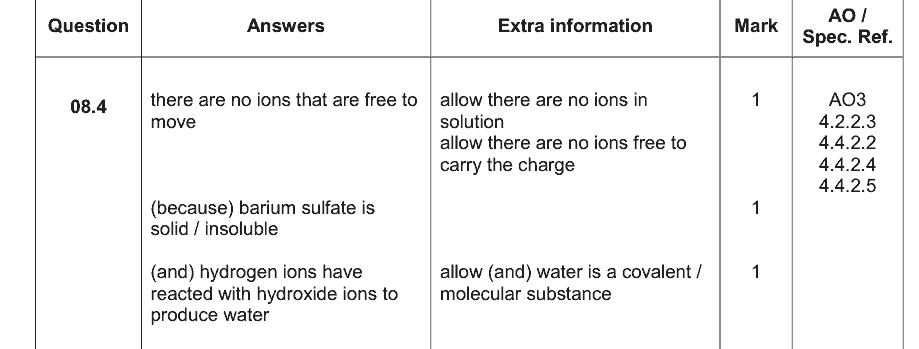 Question Answers Extra information Mark AO / Spec. Ref.
08.4 there are no ions that are free to move
allow there are no ions in solution
allow there are no ions free to carry the charge
1
AO3
4.2.2.3
4.4.2.2
4.4.2.4
4.4.2.5
(because) barium sulfate is solid / insoluble
1
(and) hydrogen ions have reacted with hydroxide ions to produce water
allow (and) water is a covalent / molecular substance
1